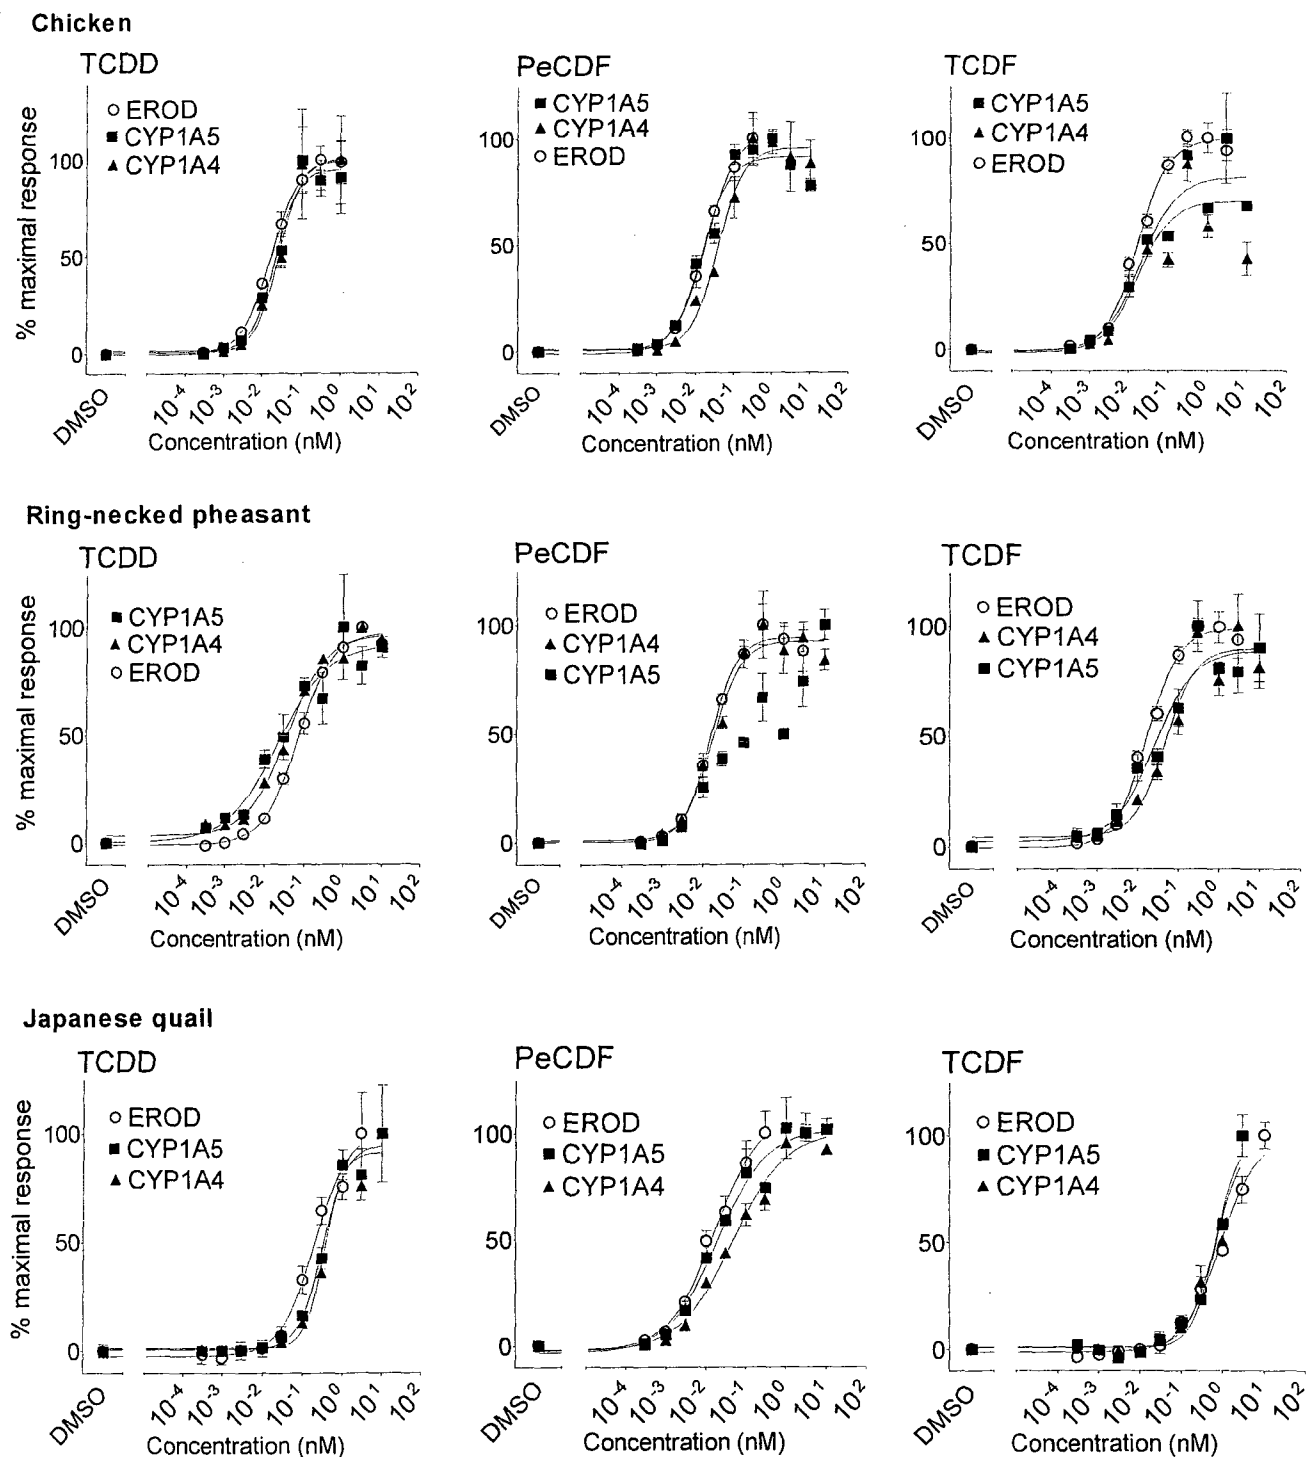 Chicken
TCDD
○ EROD
■ CYP1A5
▲ CYP1A4
% maximal response
100
50
0
DMSO
10-4
10-3
10-2
10-1
100
101
102
Concentration (nM)
PeCDF
■ CYP1A5
▲ CYP1A4
○ EROD
100
50
0
DMSO
10-4
10-3
10-2
10-1
100
101
102
Concentration (nM)
TCDF
■ CYP1A5
▲ CYP1A4
○ EROD
100
50
0
DMSO
10-4
10-3
10-2
10-1
100
101
102
Concentration (nM)
Ring-necked pheasant
TCDD
■ CYP1A5
▲ CYP1A4
○ EROD
% maximal response
100
50
0
DMSO
10-4
10-3
10-2
10-1
100
101
102
Concentration (nM)
PeCDF
○ EROD
▲ CYP1A4
■ CYP1A5
100
50
0
DMSO
10-4
10-3
10-2
10-1
100
101
102
Concentration (nM)
TCDF
○ EROD
▲ CYP1A4
■ CYP1A5
100
50
0
DMSO
10-4
10-3
10-2
10-1
100
101
102
Concentration (nM)
Japanese quail
TCDD
○ EROD
■ CYP1A5
▲ CYP1A4
% maximal response
100
50
0
DMSO
10-4
10-3
10-2
10-1
100
101
102
Concentration (nM)
PeCDF
○ EROD
■ CYP1A5
▲ CYP1A4
100
50
0
DMSO
10-4
10-3
10-2
10-1
100
101
102
Concentration (nM)
TCDF
○ EROD
■ CYP1A5
▲ CYP1A4
100
50
0
DMSO
10-4
10-3
10-2
10-1
100
101
102
Concentration (nM)